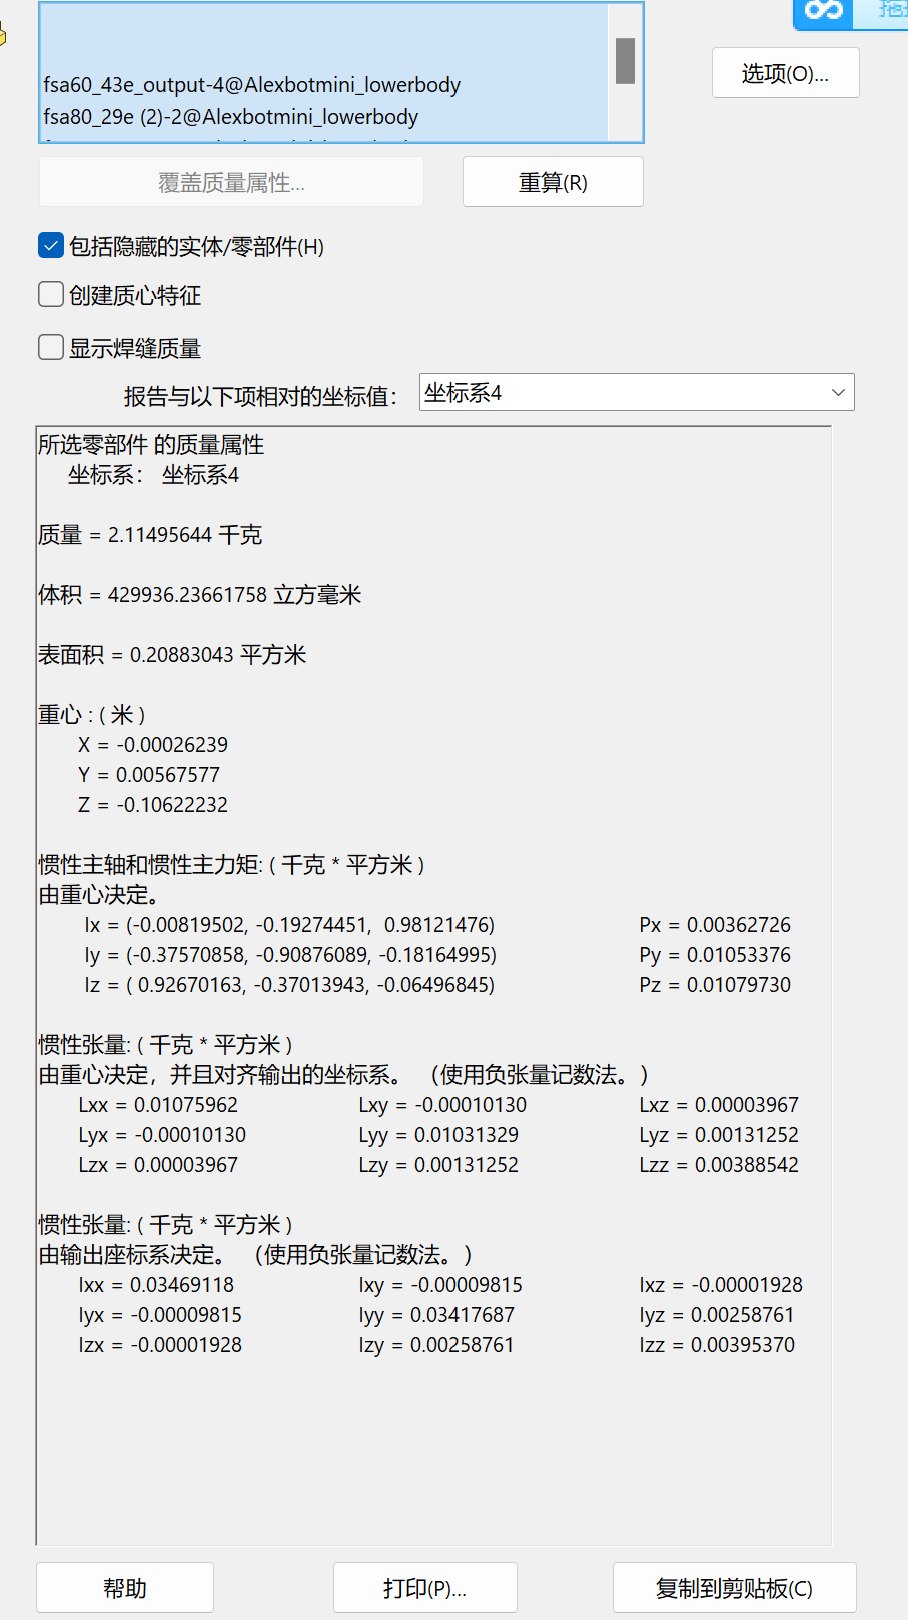 选项(O)...
fsa60_43e_output-4@Alexbotmini_lowerbody
fsa80_29e (2)-2@Alexbotmini_lowerbody
覆盖质量属性...
重算(R)
包括隐藏的实体/零部件(H)
创建质心特征
显示焊缝质量
报告与以下项相对的坐标值： 坐标系4
所选零部件 的质量属性
坐标系： 坐标系4
质量 = 2.11495644 千克
体积 = 429936.23661758 立方毫米
表面积 = 0.20883043 平方米
重心 : ( 米 )
X = -0.00026239
Y = 0.00567577
Z = -0.10622232
惯性主轴和惯性主力矩: ( 千克 * 平方米 )
由重心决定。
Ix = (-0.00819502, -0.19274451, 0.98121476) Px = 0.00362726
Iy = (-0.37570858, -0.90876089, -0.18164995) Py = 0.01053376
Iz = ( 0.92670163, -0.37013943, -0.06496845) Pz = 0.01079730
惯性张量: ( 千克 * 平方米 )
由重心决定，并且对齐输出的坐标系。 （使用负张量记数法。）
Lxx = 0.01075962 Lxy = -0.00010130 Lxz = 0.00003967
Lyx = -0.00010130 Lyy = 0.01031329 Lyz = 0.00131252
Lzx = 0.00003967 Lzy = 0.00131252 Lzz = 0.00388542
惯性张量: ( 千克 * 平方米 )
由输出座标系决定。 （使用负张量记数法。）
Ixx = 0.03469118 Ixy = -0.00009815 Ixz = -0.00001928
Iyx = -0.00009815 Iyy = 0.03417687 Iyz = 0.00258761
Izx = -0.00001928 Izy = 0.00258761 Izz = 0.00395370
帮助
打印(P)...
复制到剪贴板(C)